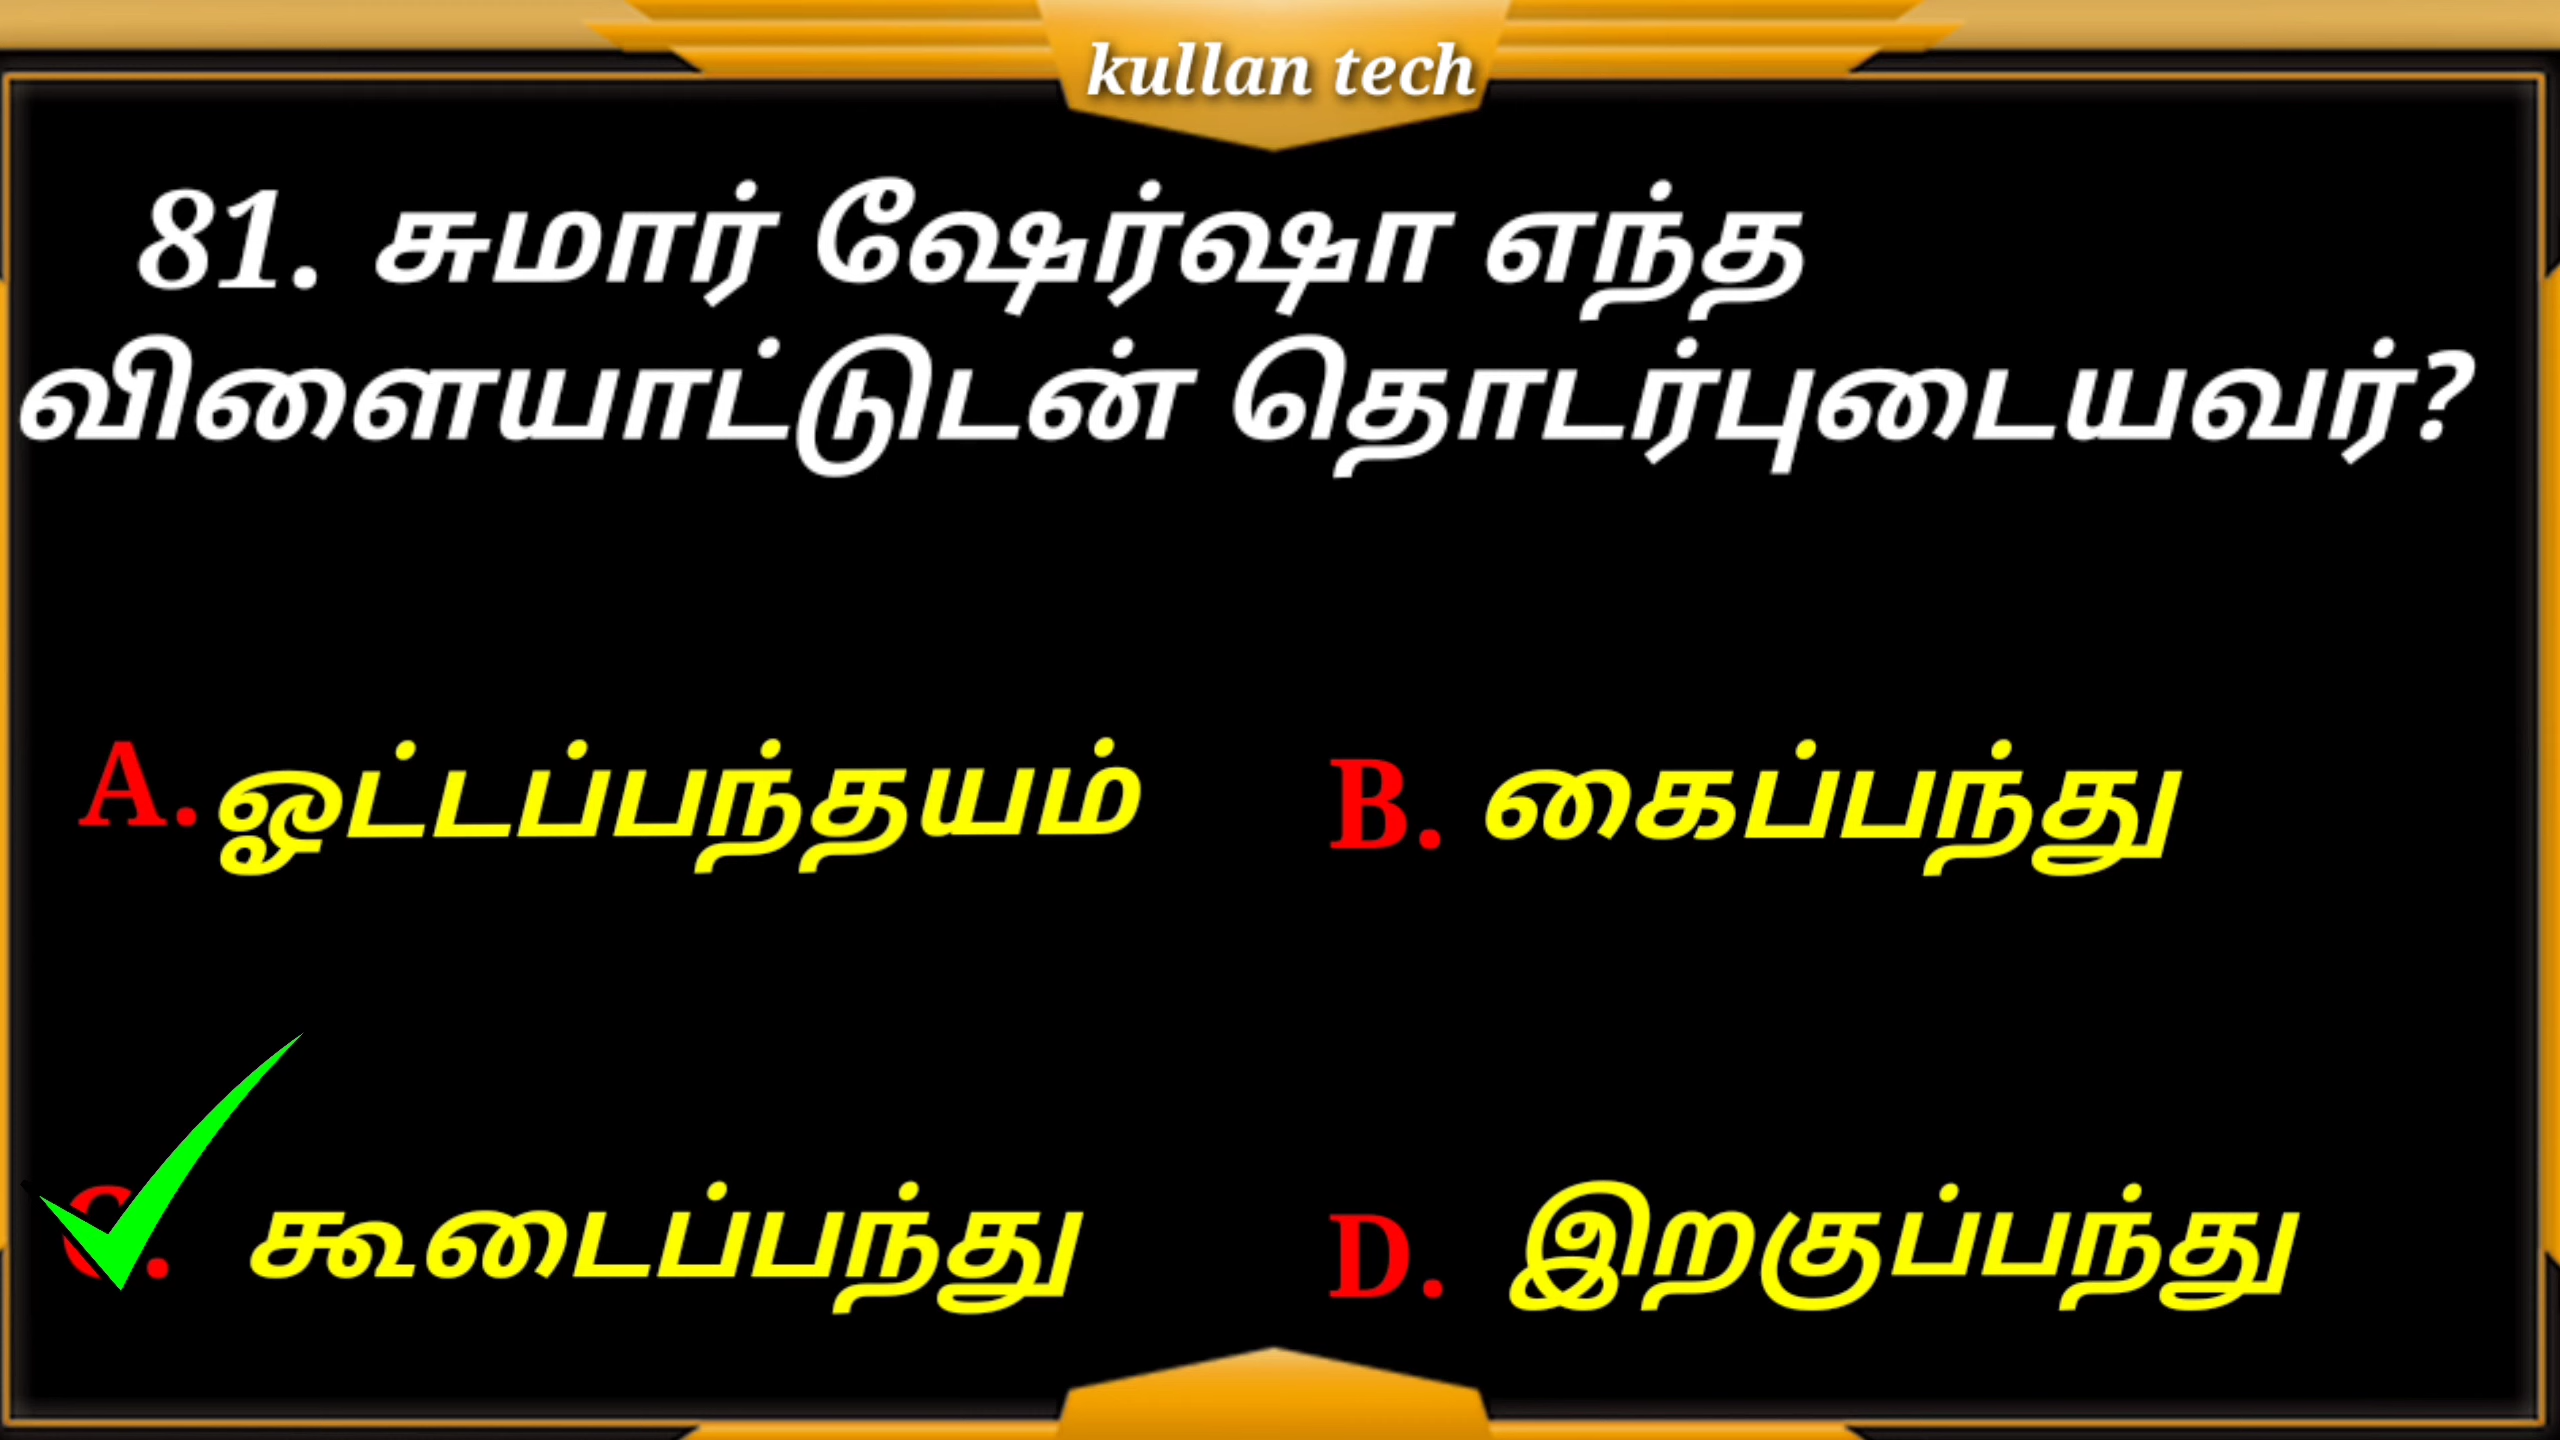 kullan tech
81. சுமார் ஷேர்ஷா எந்த
விளையாட்டுடன் தொடர்புடையவர்?
A. ஓட்டப்பந்தயம்
B. கைப்பந்து
C. கூடைப்பந்து
D. இறகுப்பந்து